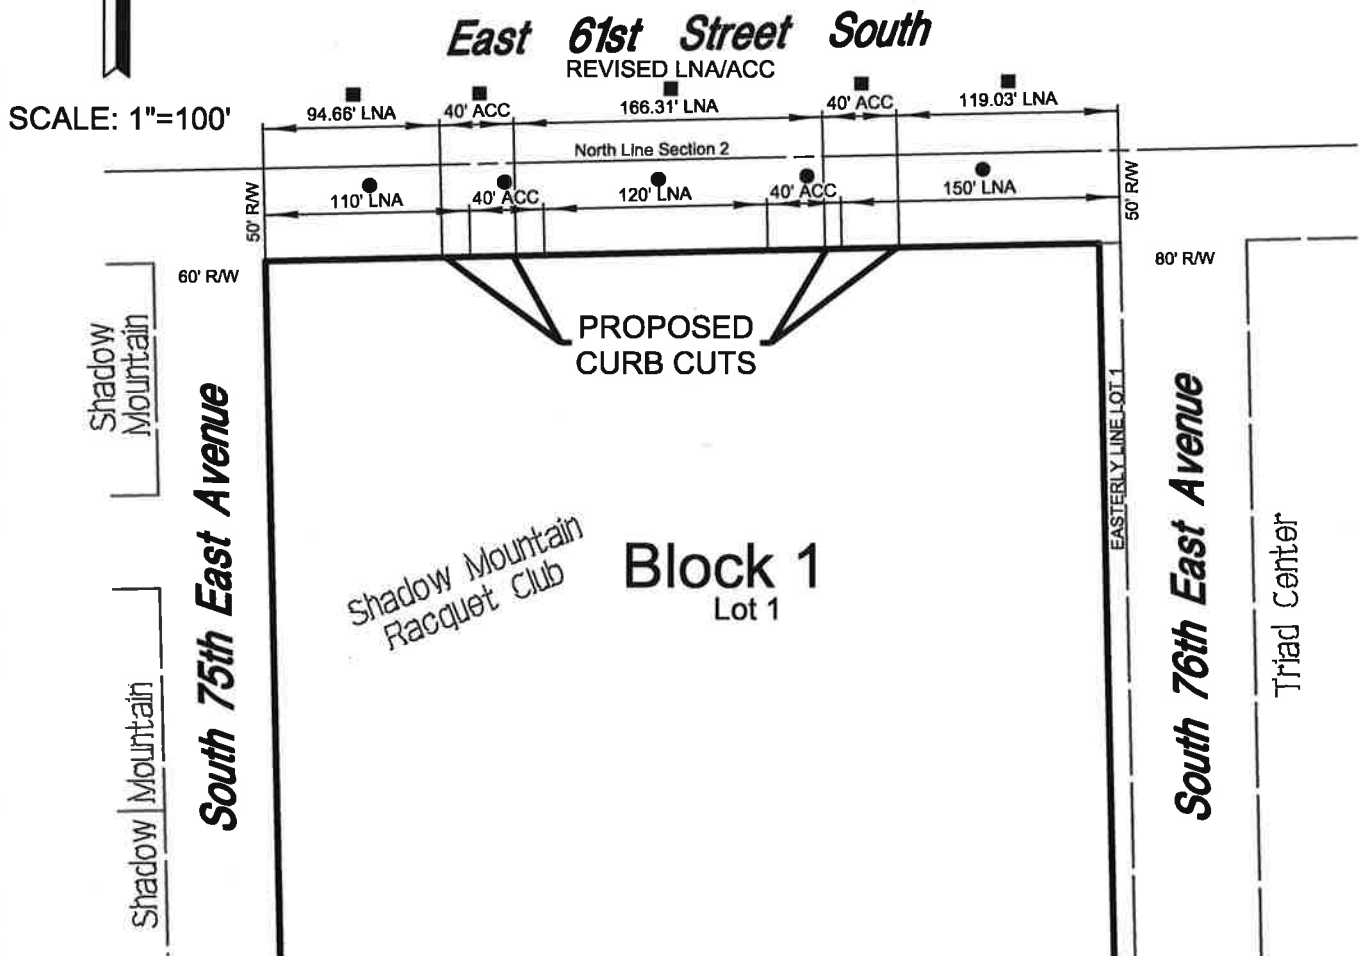 East 61st Street South
REVISED LNA/ACC
SCALE: 1"=100'
94.66' LNA
40' ACC
166.31' LNA
40' ACC
119.03' LNA
North Line Section 2
50' R/W
110' LNA
40' ACC
120' LNA
40' ACC
150' LNA
50' R/W
60' R/W
80' R/W
PROPOSED
CURB CUTS
Shadow
Mountain
South 75th East Avenue
EASTERLY LINE LOT 1
South 76th East Avenue
Shadow Mountain
Racquet Club
Block 1
Lot 1
Triad Center
Shadow Mountain